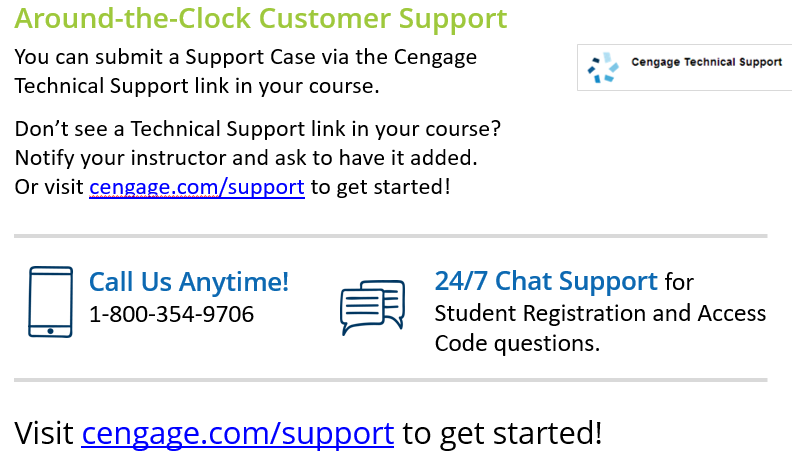 Around-the-Clock Customer Support
You can submit a Support Case via the Cengage
Technical Support link in your course.
Cengage Technical Support
Don’t see a Technical Support link in your course?
Notify your instructor and ask to have it added.
Or visit cengage.com/support to get started!
Call Us Anytime!
1-800-354-9706
24/7 Chat Support for
Student Registration and Access
Code questions.
Visit cengage.com/support to get started!